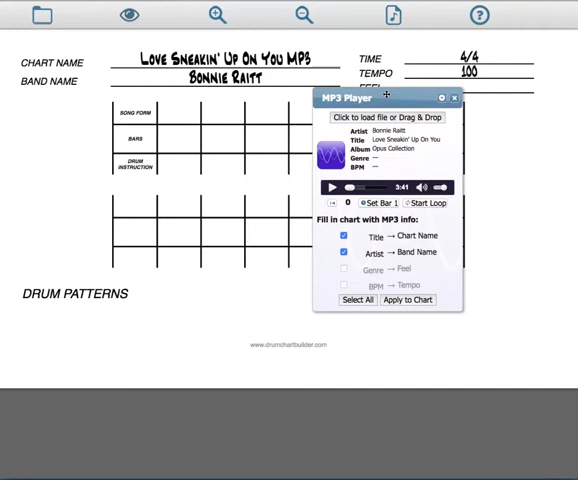 CHART NAME LOVE SNEAKIN' UP ON YOU MP3 TIME 4/4
BAND NAME BONNIE RAITT TEMPO 100
FEEL
SONG FORM
BARS
DRUM INSTRUCTION
MP3 Player
Click to load file or Drag & Drop
Artist Bonnie Raitt
Title Love Sneakin' Up On You
Album Opus Collection
Genre ---
BPM ---
3:41
0 Set Bar 1 Start Loop
Fill in chart with MP3 info:
Title → Chart Name
Artist → Band Name
Genre → Feel
BPM → Tempo
Select All Apply to Chart
DRUM PATTERNS
www.drumchartbuilder.com